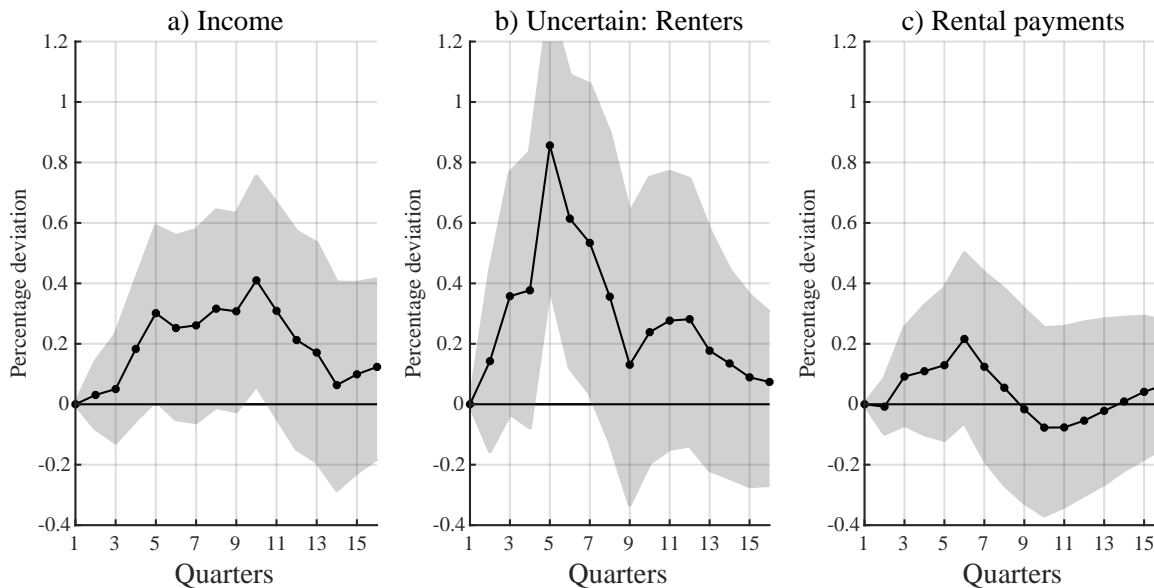 a) Income
1.2
1
0.8
0.6
0.4
0.2
0
-0.2
-0.4
Percentage deviation
1 3 5 7 9 11 13 15
Quarters
b) Uncertain: Renters
1.2
1
0.8
0.6
0.4
0.2
0
-0.2
-0.4
Percentage deviation
1 3 5 7 9 11 13 15
Quarters
c) Rental payments
1.2
1
0.8
0.6
0.4
0.2
0
-0.2
-0.4
Percentage deviation
1 3 5 7 9 11 13 15
Quarters